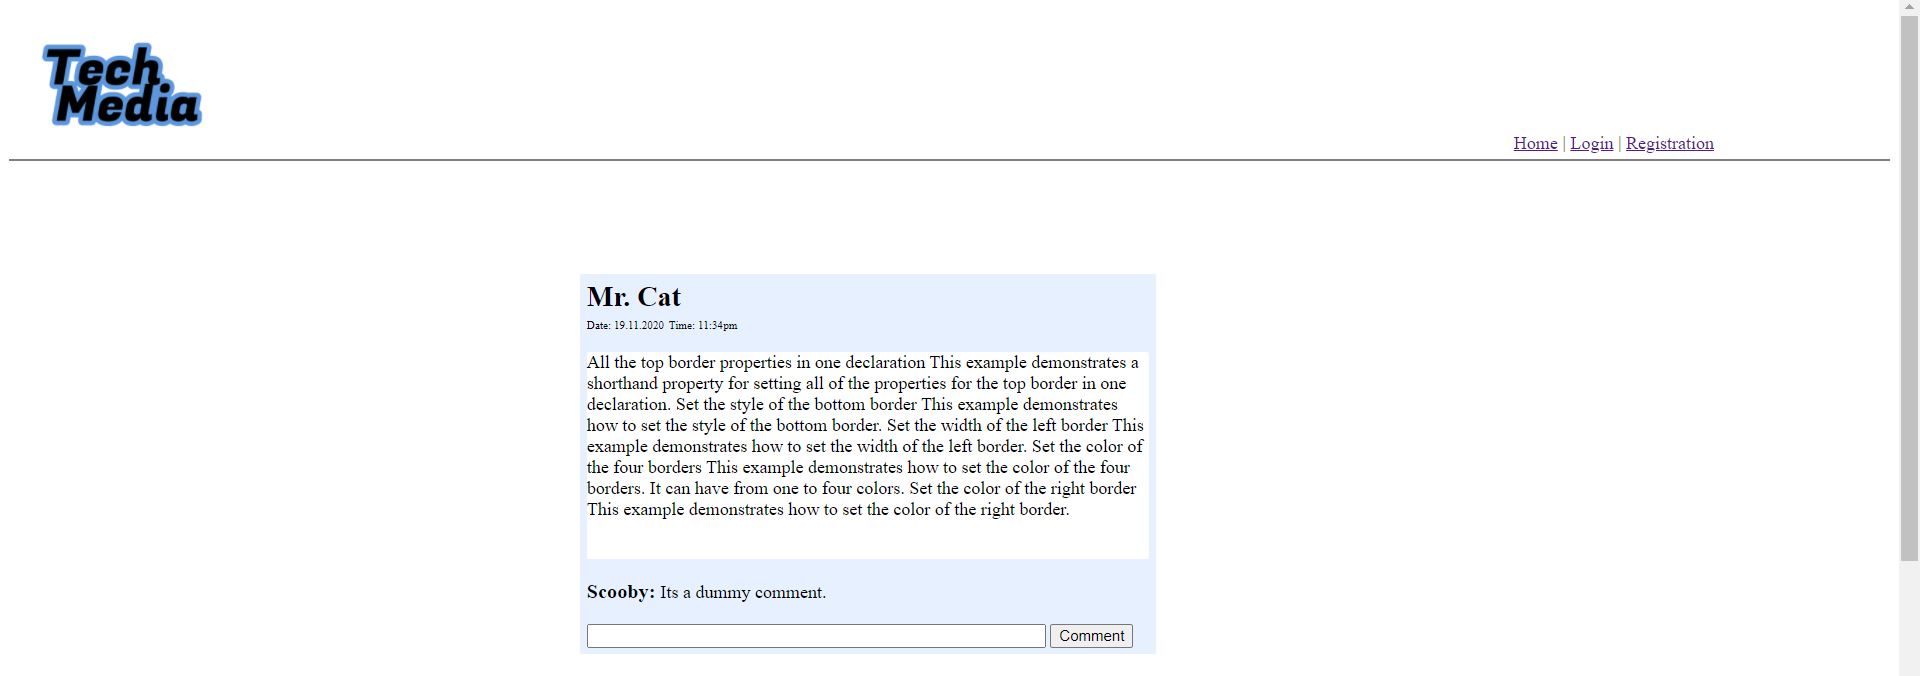 Tech
Media
Home | Login | Registration
Mr. Cat
Date: 19.11.2020 Time: 11:34pm
All the top border properties in one declaration This example demonstrates a
shorthand property for setting all of the properties for the top border in one
declaration. Set the style of the bottom border This example demonstrates
how to set the style of the bottom border. Set the width of the left border This
example demonstrates how to set the width of the left border. Set the color of
the four borders This example demonstrates how to set the color of the four
borders. It can have from one to four colors. Set the color of the right border
This example demonstrates how to set the color of the right border.
Scooby: Its a dummy comment.
Comment